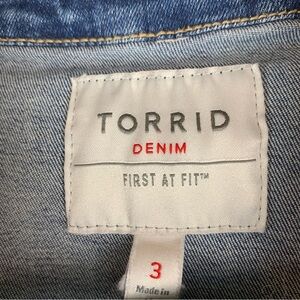 TORRID
DENIM
FIRST AT FIT™
3
Made in